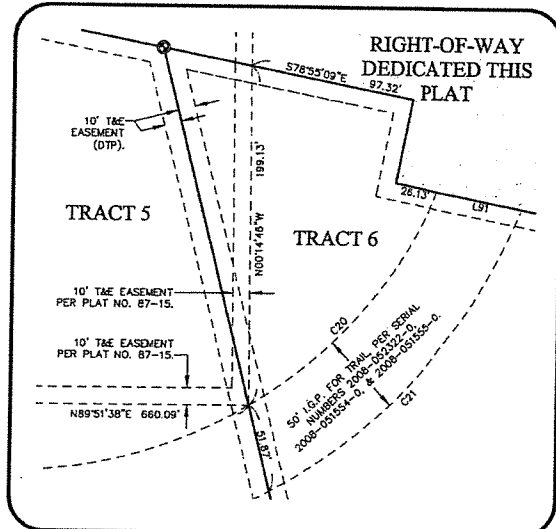 RIGHT-OF-WAY
DEDICATED THIS
PLAT
S78°55'09"E
97.32'
10' T&E
EASEMENT
(DTP).
199.13'
N00°14'46"W
26.13'
L91
TRACT 5
TRACT 6
10' T&E EASEMENT
PER PLAT NO. 87-15.
10' T&E EASEMENT
PER PLAT NO. 87-15.
C20
50' I.G.P. FOR TRAIL, PER SERIAL
NUMBERS 2008-052322-0,
2008-051554-0, & 2008-051555-0.
C21
N89°51'38"E 660.09'
51.87'